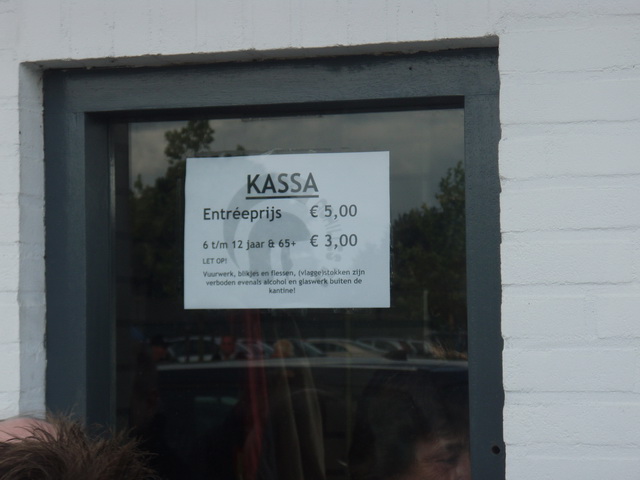 KASSA
Entréeprijs € 5,00
6 t/m 12 jaar & 65+ € 3,00
LET OP!
Vuurwerk, blikjes en flessen, (vlagge)stokken zijn
verboden evenals alcohol en glaswerk buiten de
kantine!